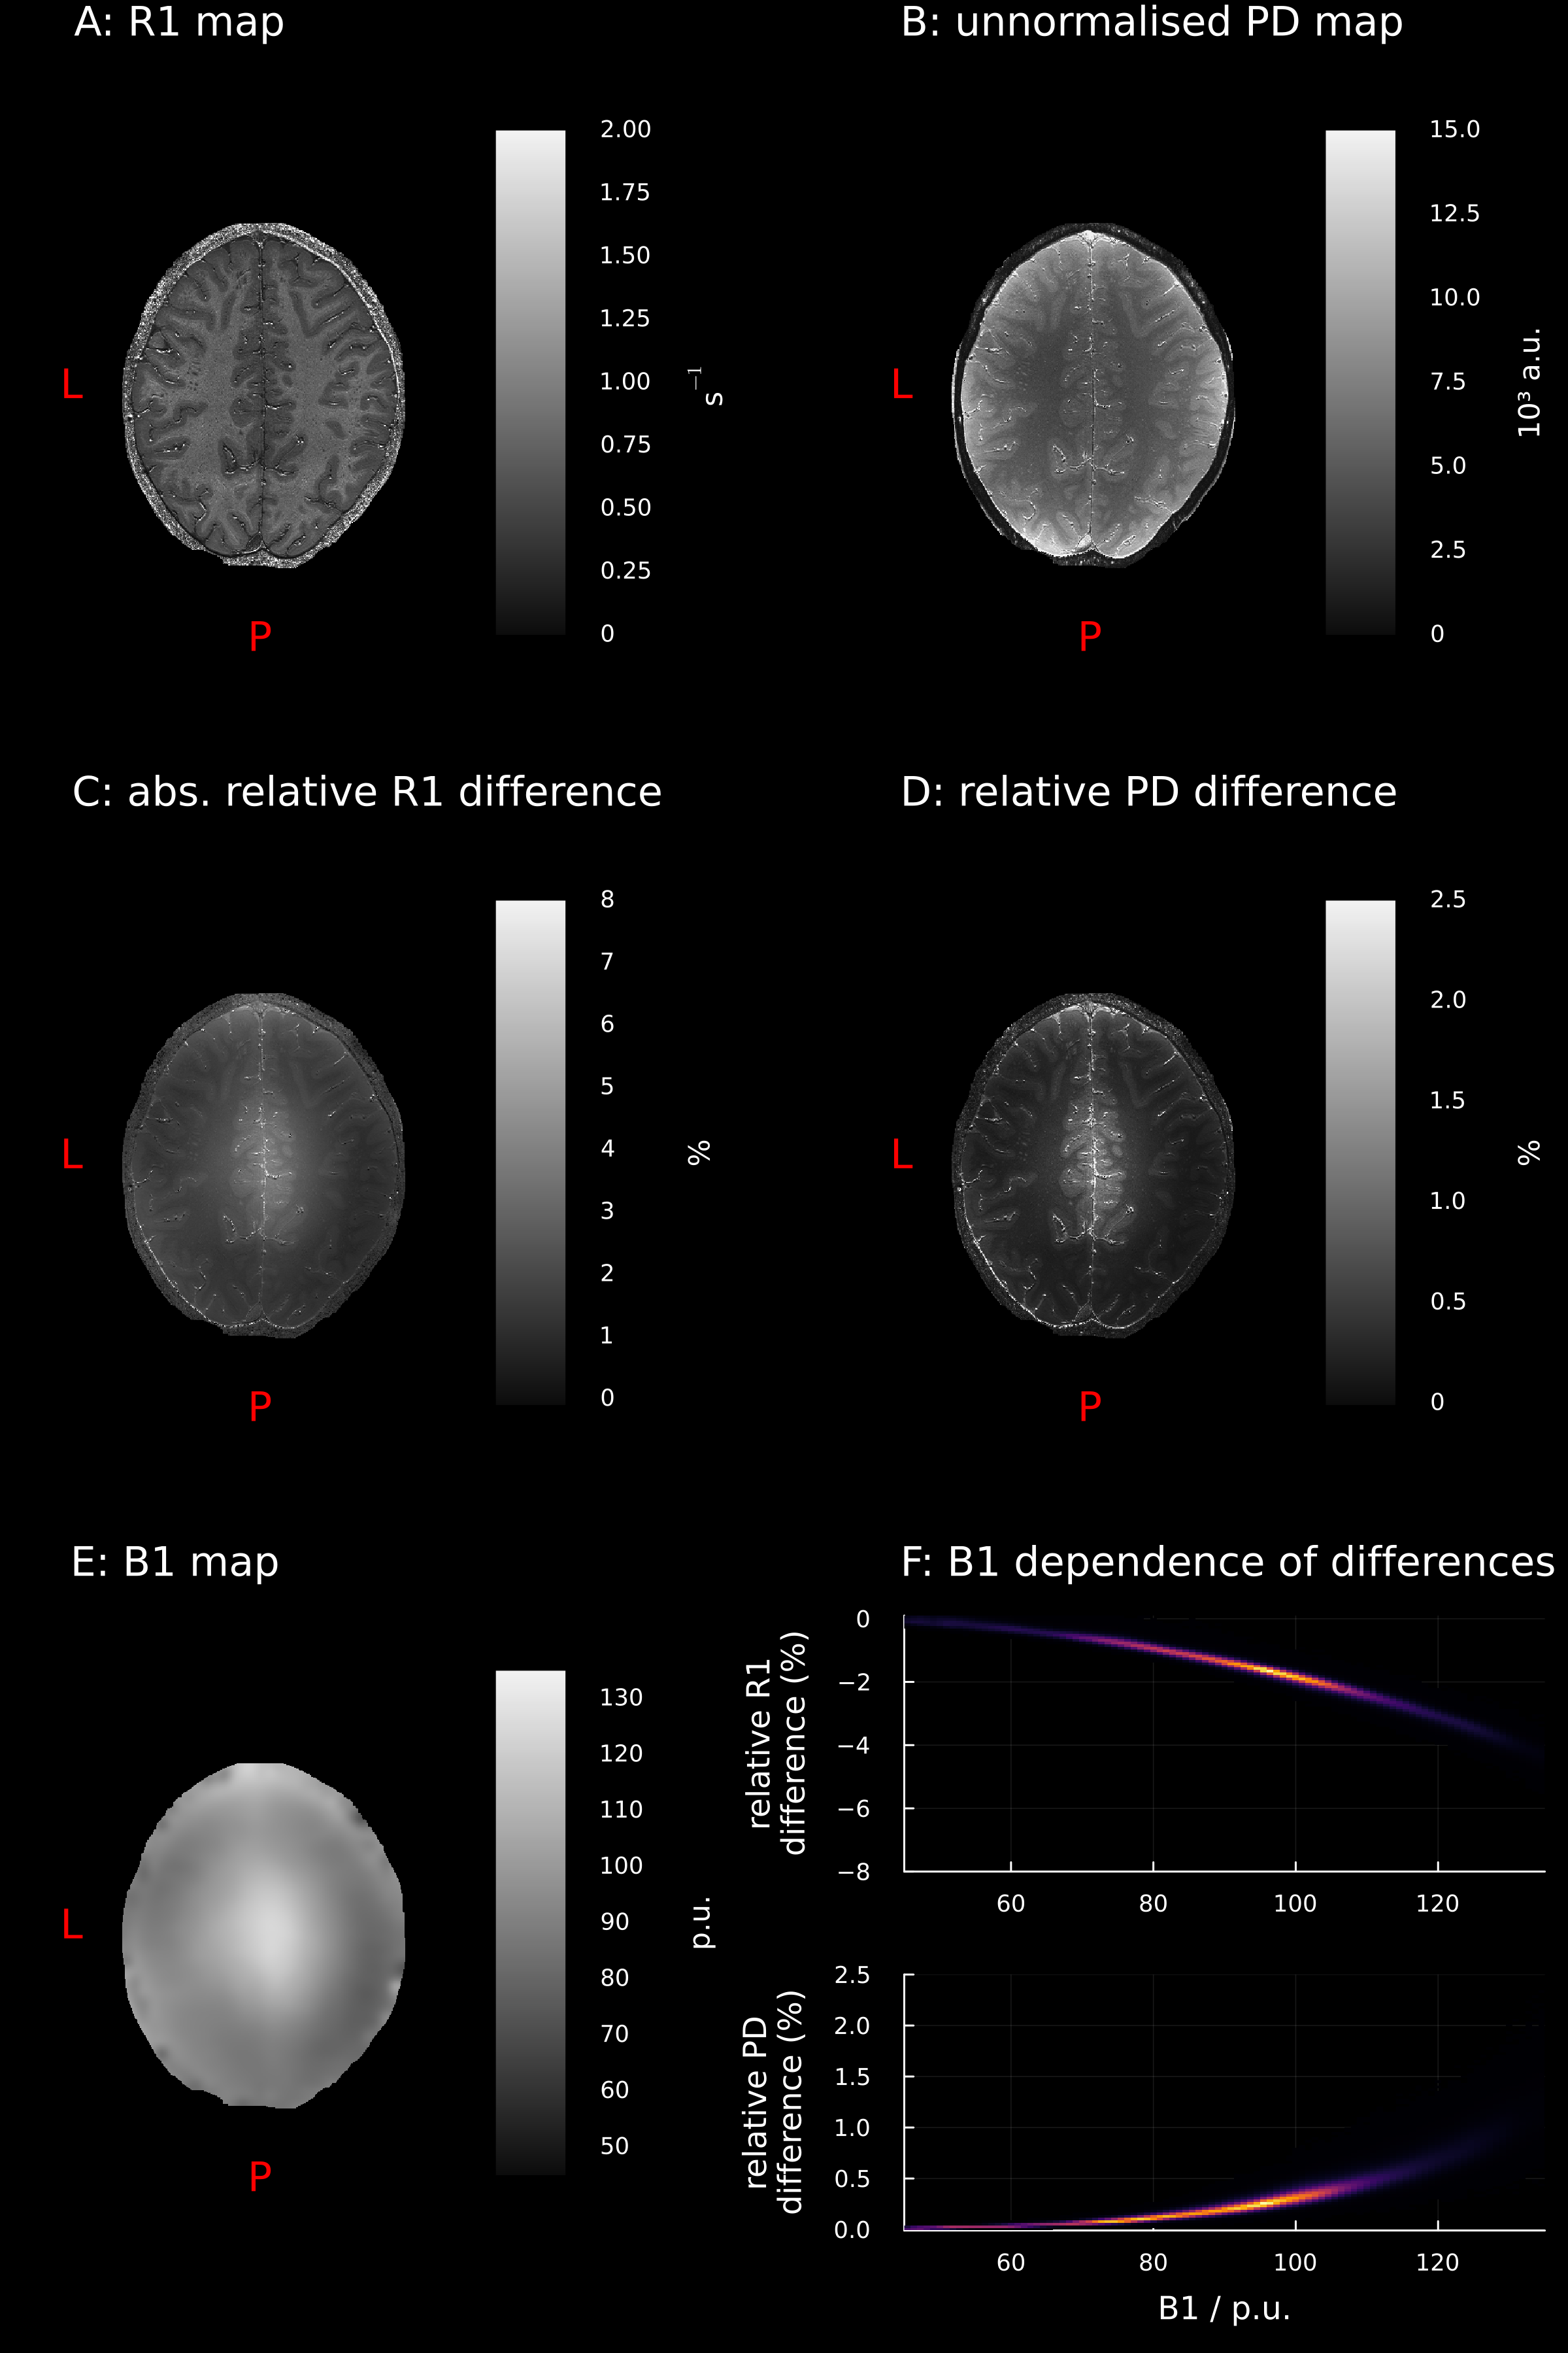 A: R1 map
2.00
1.75
1.50
1.25
1.00
0.75
0.50
0.25
0
s⁻¹
L
P
B: unnormalised PD map
15.0
12.5
10.0
7.5
5.0
2.5
0
10³ a.u.
L
P
C: abs. relative R1 difference
8
7
6
5
4
3
2
1
0
%
L
P
D: relative PD difference
2.5
2.0
1.5
1.0
0.5
0
%
L
P
E: B1 map
130
120
110
100
90
80
70
60
50
p.u.
L
P
F: B1 dependence of differences
relative R1
difference (%)
0
−2
−4
−6
−8
60 80 100 120
relative PD
difference (%)
2.5
2.0
1.5
1.0
0.5
0.0
60 80 100 120
B1 / p.u.